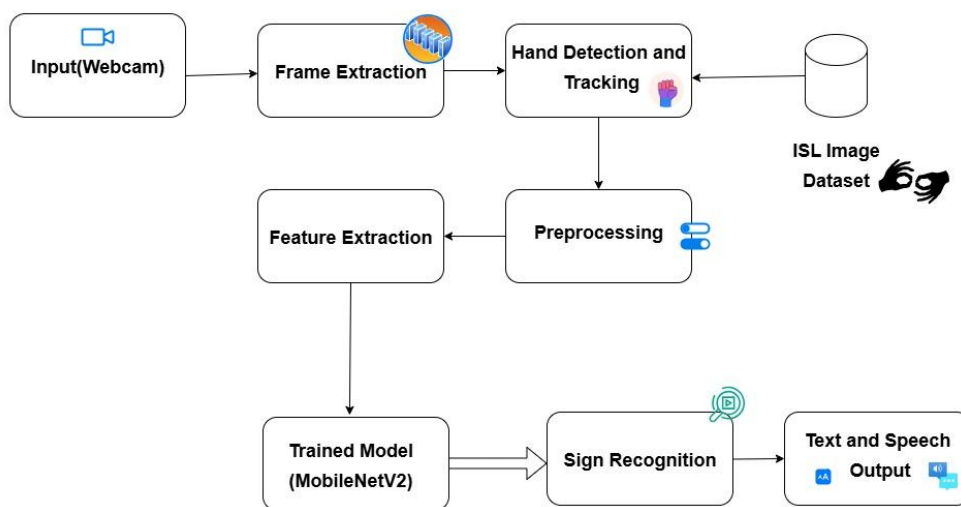 Input(Webcam)
Frame Extraction
Hand Detection and
Tracking
ISL Image
Dataset
Feature Extraction
Preprocessing
Trained Model
(MobileNetV2)
Sign Recognition
Text and Speech
Output